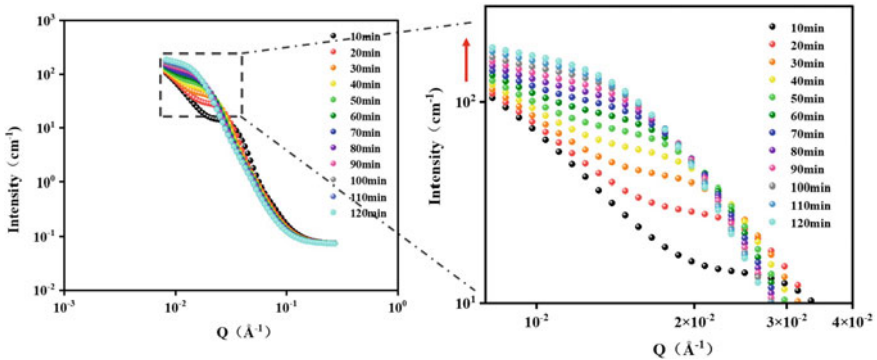 10³
10²
10¹
10⁰
10⁻¹
10⁻²
10⁻³
10⁻²
10⁻¹
10⁰
Intensity（cm⁻¹）
Q（Å⁻¹）
10min
20min
30min
40min
50min
60min
70min
80min
90min
100min
110min
120min
10²
10¹
10⁻²
2×10⁻²
3×10⁻²
4×10⁻²
Intensity（cm⁻¹）
Q（Å⁻¹）
10min
20min
30min
40min
50min
60min
70min
80min
90min
100min
110min
120min